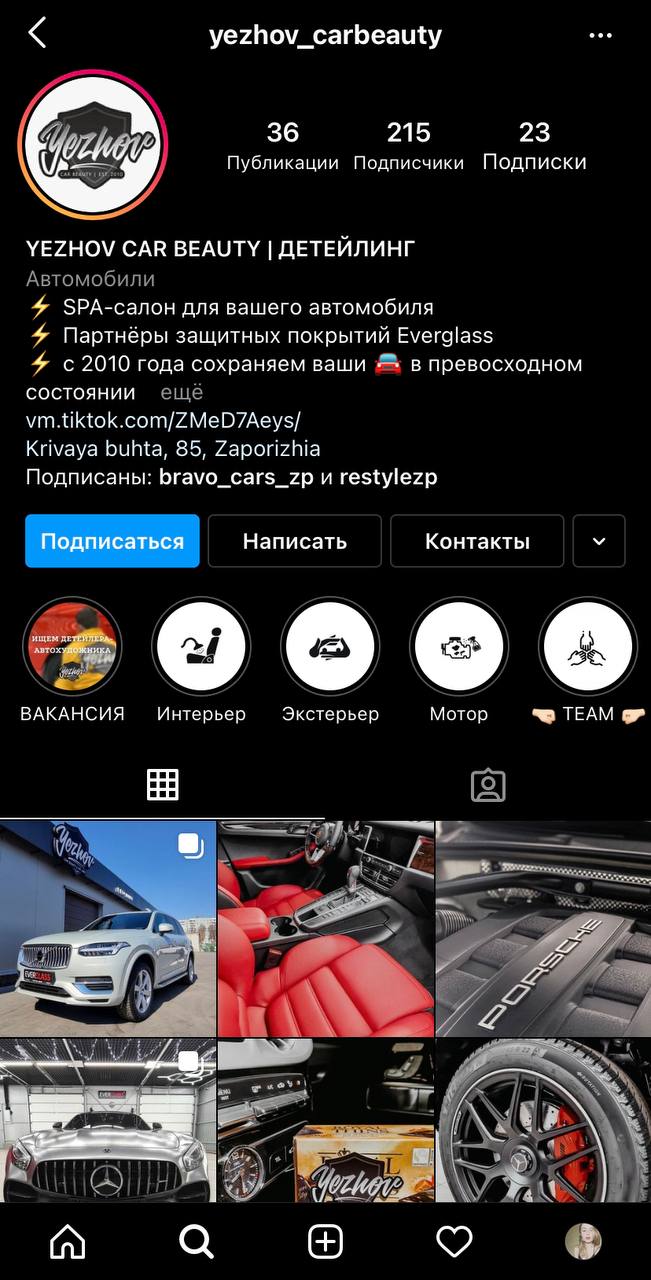 yezhov_carbeauty
Yezhov
CAR BEAUTY | EST. 2010
36
215
23
Публикации
Подписчики
Подписки
YEZHOV CAR BEAUTY | ДЕТЕЙЛИНГ
Автомобили
⚡ SPA-салон для вашего автомобиля
⚡ Партнёры защитных покрытий Everglass
⚡ с 2010 года сохраняем ваши 🚘 в превосходном
состоянии ещё
vm.tiktok.com/ZMeD7Aeys/
Krivaya buhta, 85, Zaporizhia
Подписаны: bravo_cars_zp и restylezp
Подписаться
Написать
Контакты
ИЩЕМ ДЕТЕЙЛЕРА-
АВТОХУДОЖНИКА
Yezhov
ВАКАНСИЯ
Интерьер
Экстерьер
Мотор
🤜🏻 TEAM 🤛🏻
Yezhov
EVERGLASS
PORSCHE
EVERGLASS
MENU
Yezhov